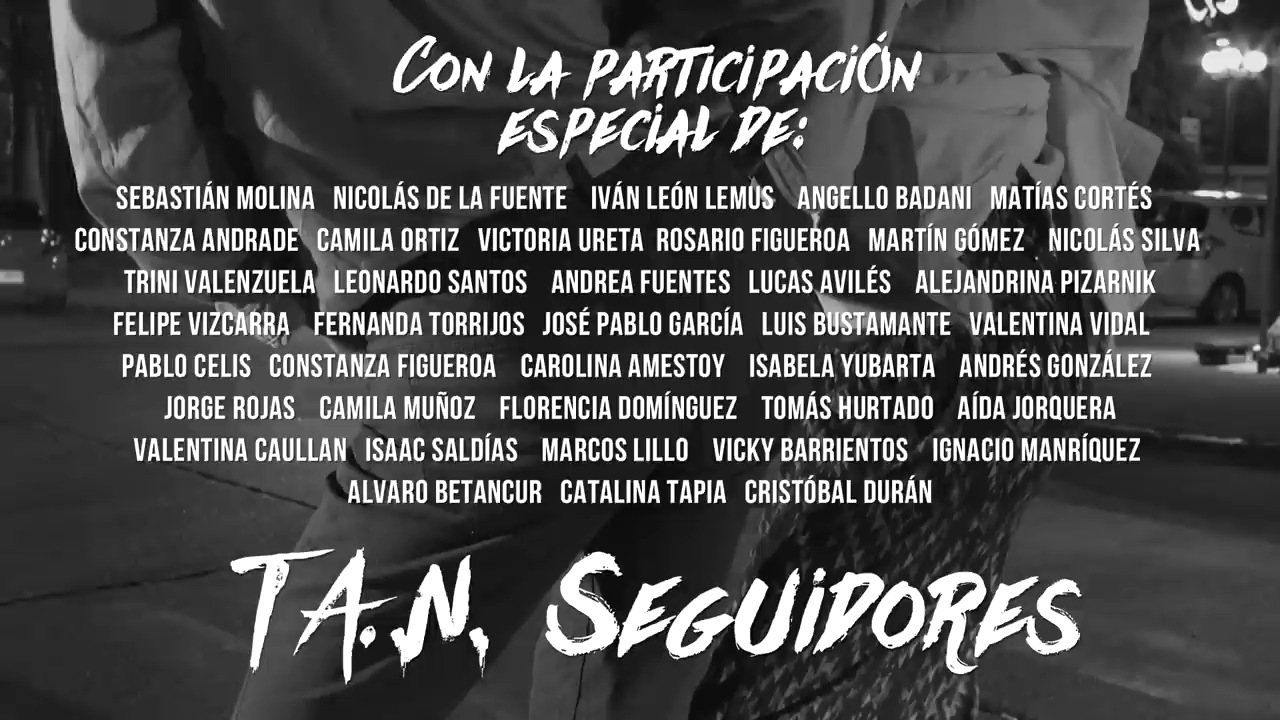 CON LA PARTICIPACIÓN
ESPECIAL DE:
SEBASTIÁN MOLINA NICOLÁS DE LA FUENTE IVÁN LEÓN LEMUS ANGELLO BADANI MATÍAS CORTÉS
CONSTANZA ANDRADE CAMILA ORTIZ VICTORIA URETA ROSARIO FIGUEROA MARTÍN GÓMEZ NICOLÁS SILVA
TRINI VALENZUELA LEONARDO SANTOS ANDREA FUENTES LUCAS AVILÉS ALEJANDRINA PIZARNIK
FELIPE VIZCARRA FERNANDA TORRIJOS JOSÉ PABLO GARCÍA LUIS BUSTAMANTE VALENTINA VIDAL
PABLO CELIS CONSTANZA FIGUEROA CAROLINA AMESTOY ISABELA YUBARTA ANDRÉS GONZÁLEZ
JORGE ROJAS CAMILA MUÑOZ FLORENCIA DOMÍNGUEZ TOMÁS HURTADO AÍDA JORQUERA
VALENTINA CAULLAN ISAAC SALDÍAS MARCOS LILLO VICKY BARRIENTOS IGNACIO MANRÍQUEZ
ALVARO BETANCUR CATALINA TAPIA CRISTÓBAL DURÁN
T.A.N. SEGUIDORES